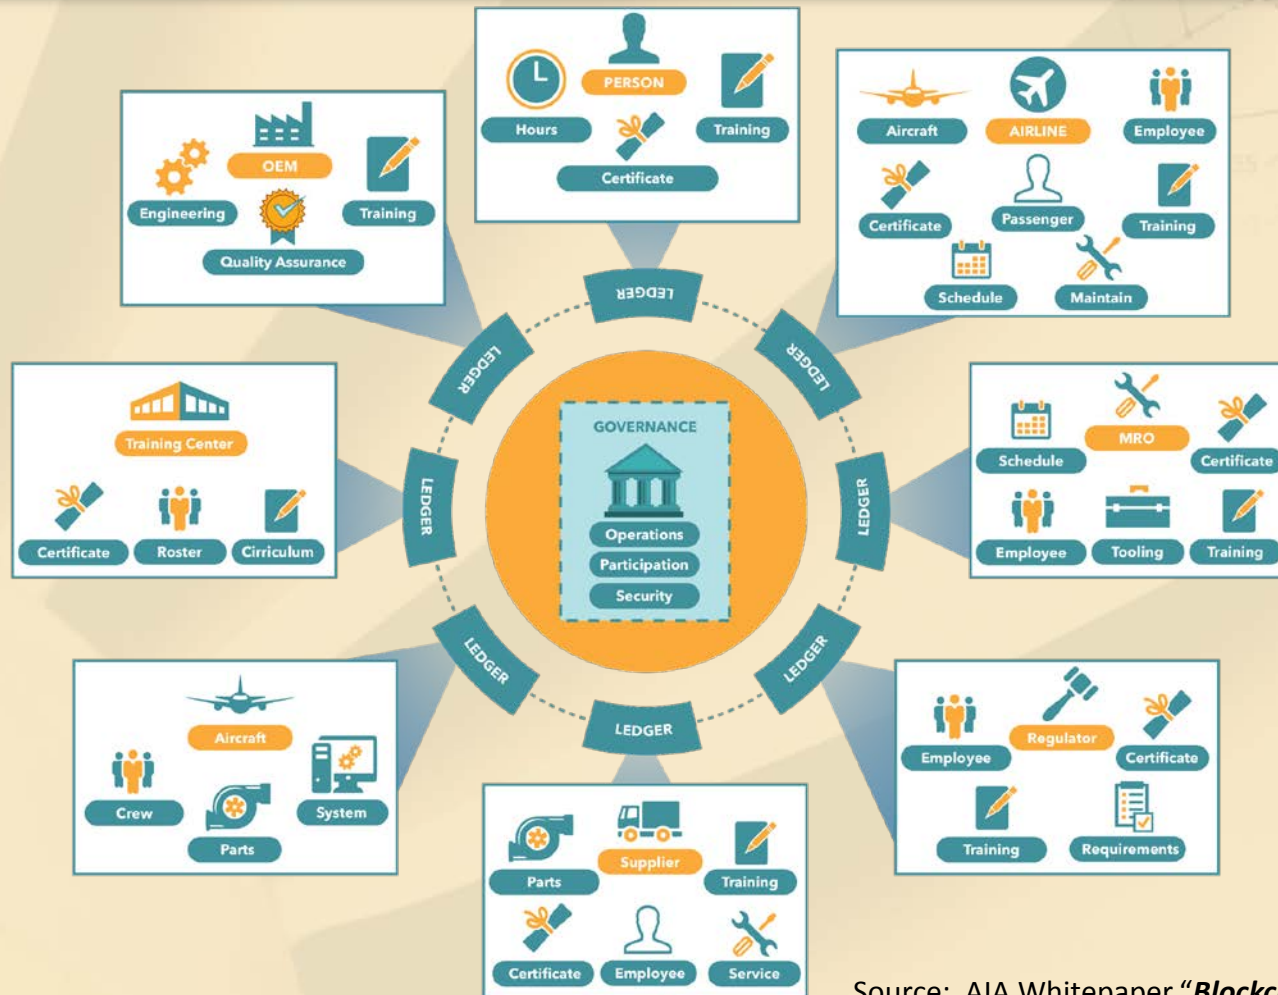 PERSON
Hours
Training
Certificate
AIRLINE
Aircraft
Employee
Certificate
Passenger
Training
Schedule
Maintain
OEM
Engineering
Training
Quality Assurance
LEDGER
LEDGER
LEDGER
Training Center
Certificate
Roster
Cirriculum
LEDGER
GOVERNANCE
Operations
Participation
Security
LEDGER
MRO
Schedule
Certificate
Employee
Tooling
Training
LEDGER
LEDGER
LEDGER
Aircraft
Crew
System
Parts
Supplier
Parts
Training
Certificate
Employee
Service
Regulator
Employee
Certificate
Training
Requirements
Source: AIA Whitepaper "Blockc